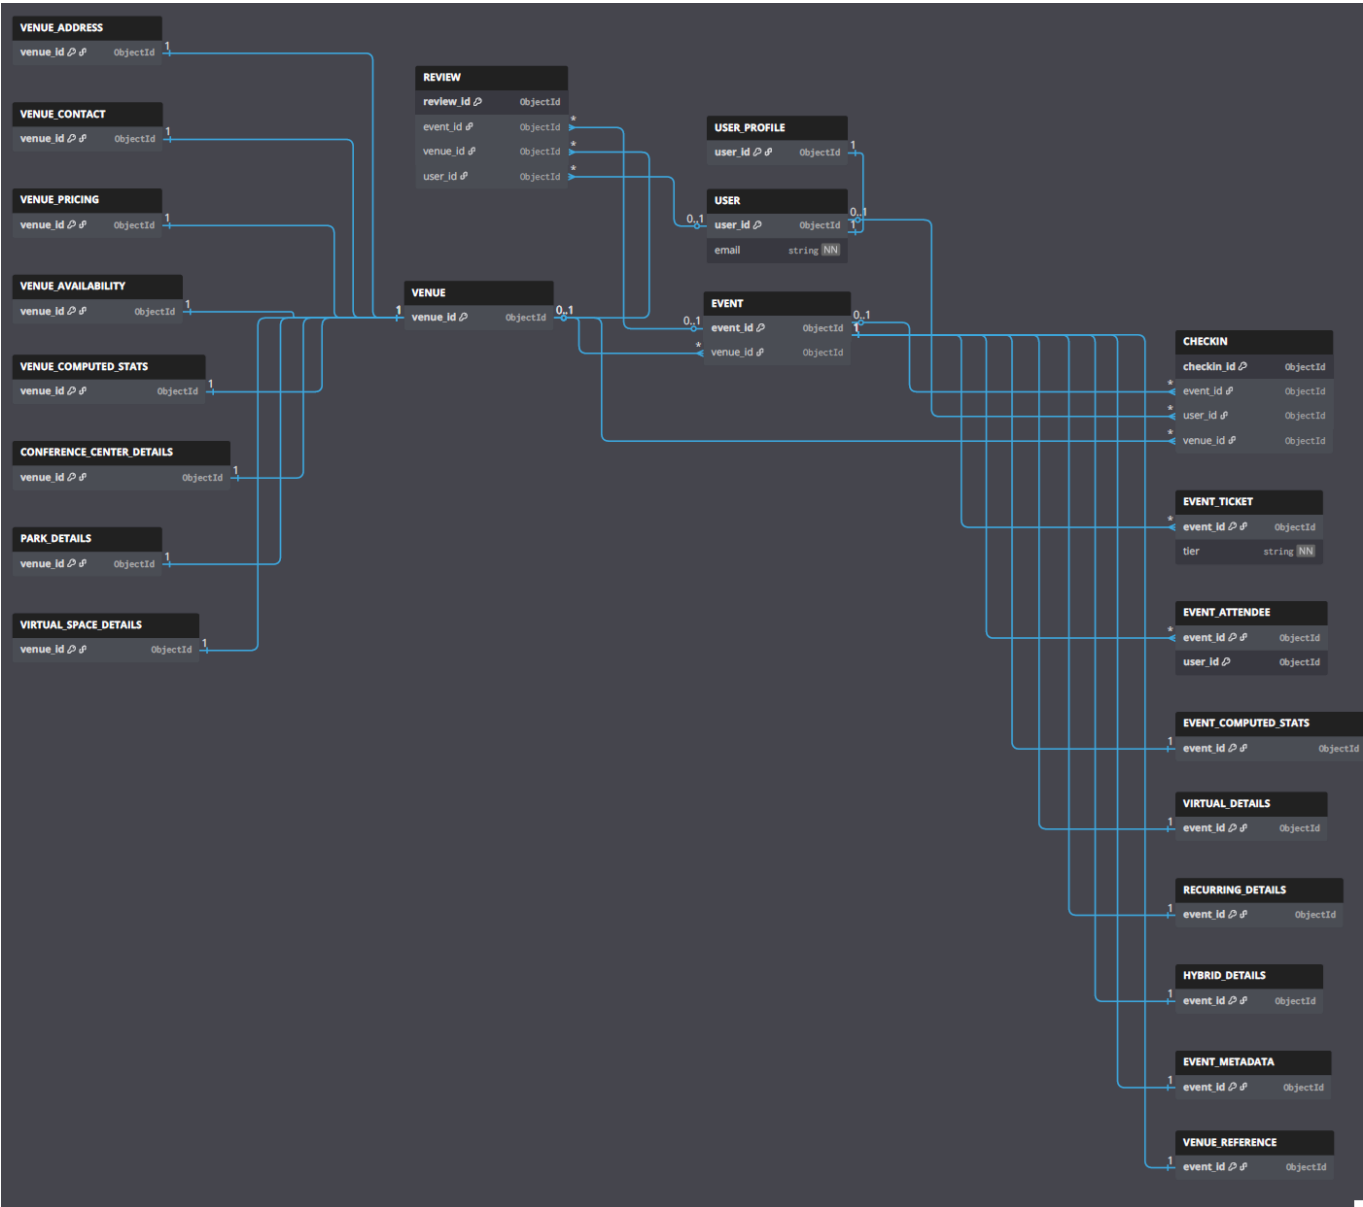 VENUE_ADDRESS
venue_id ObjectId 1
VENUE_CONTACT
venue_id ObjectId 1
VENUE_PRICING
venue_id ObjectId 1
VENUE_AVAILABILITY
venue_id ObjectId 1
VENUE_COMPUTED_STATS
venue_id ObjectId 1
CONFERENCE_CENTER_DETAILS
venue_id ObjectId 1
PARK_DETAILS
venue_id ObjectId 1
VIRTUAL_SPACE_DETAILS
venue_id ObjectId 1
REVIEW
review_id ObjectId
event_id ObjectId *
venue_id ObjectId *
user_id ObjectId *
VENUE
1 venue_id ObjectId 0..1
USER_PROFILE
user_id ObjectId 1
USER
0..1 user_id ObjectId 0..1 1
email string NN
EVENT
0..1 event_id ObjectId 0..1 1
* venue_id ObjectId
CHECKIN
checkin_id ObjectId
* event_id ObjectId
* user_id ObjectId
* venue_id ObjectId
EVENT_TICKET
* event_id ObjectId
tier string NN
EVENT_ATTENDEE
* event_id ObjectId
user_id ObjectId
EVENT_COMPUTED_STATS
1 event_id ObjectId
VIRTUAL_DETAILS
1 event_id ObjectId
RECURRING_DETAILS
1 event_id ObjectId
HYBRID_DETAILS
1 event_id ObjectId
EVENT_METADATA
1 event_id ObjectId
VENUE_REFERENCE
1 event_id ObjectId